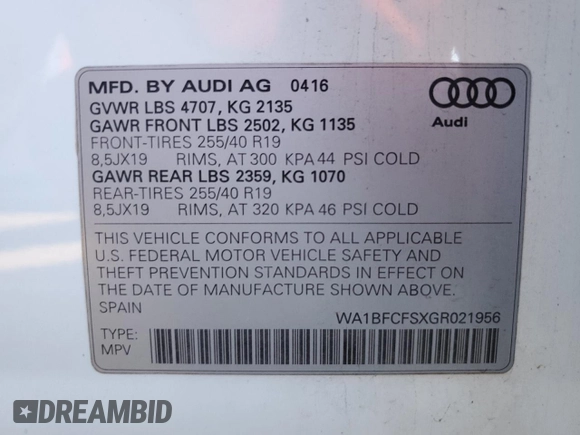 MFD. BY AUDI AG 0416
GVWR LBS 4707, KG 2135
GAWR FRONT LBS 2502, KG 1135
FRONT-TIRES 255/40 R19
8,5JX19 RIMS, AT 300 KPA 44 PSI COLD
GAWR REAR LBS 2359, KG 1070
REAR-TIRES 255/40 R19
8,5JX19 RIMS, AT 320 KPA 46 PSI COLD
Audi
THIS VEHICLE CONFORMS TO ALL APPLICABLE
U.S. FEDERAL MOTOR VEHICLE SAFETY AND
THEFT PREVENTION STANDARDS IN EFFECT ON
THE DATE OF MANUFACTURE SHOWN ABOVE.
SPAIN
WA1BFCFSXGR021956
TYPE:
MPV
DREAMBID